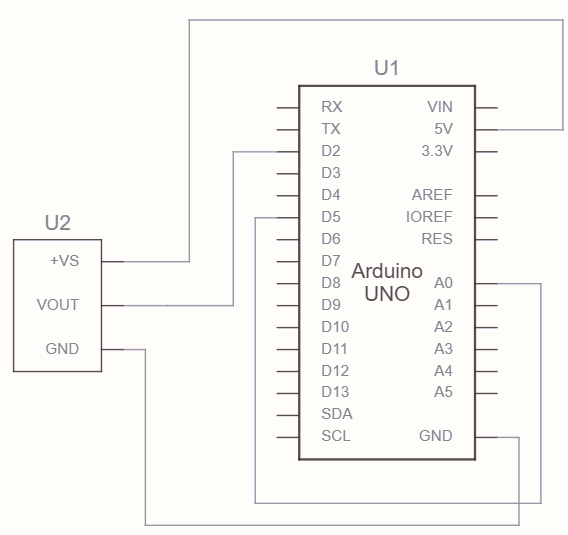 U1
RX VIN
TX 5V
D2 3.3V
D3
D4 AREF
D5 IOREF
D6 RES
D7
D8 A0
D9 A1
D10 A2
D11 A3
D12 A4
D13 A5
SDA
SCL GND
Arduino
UNO
U2
+VS
VOUT
GND